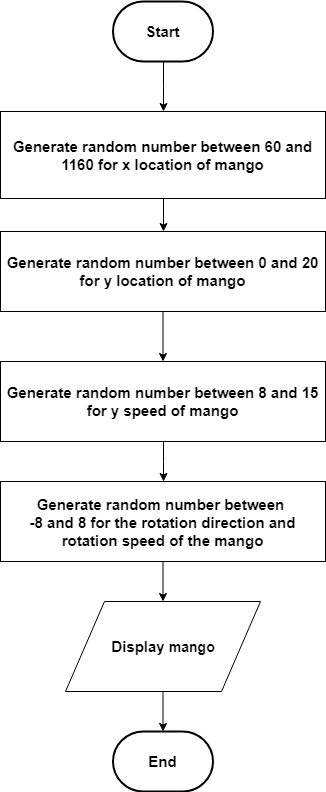 Start
Generate random number between 60 and
1160 for x location of mango
Generate random number between 0 and 20
for y location of mango
Generate random number between 8 and 15
for y speed of mango
Generate random number between
-8 and 8 for the rotation direction and
rotation speed of the mango
Display mango
End